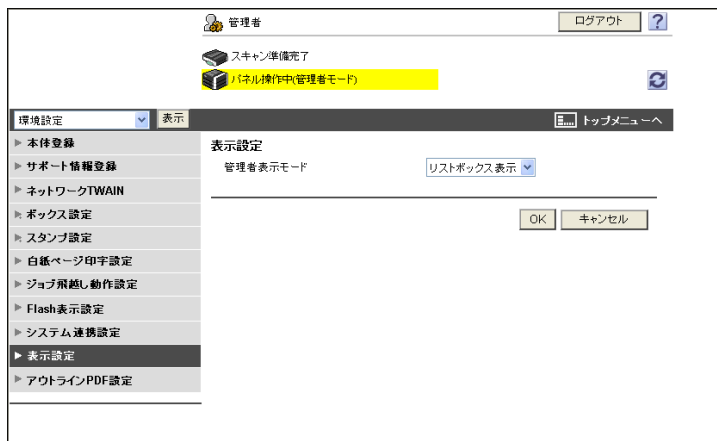 管理者
ログアウト
?
スキャン準備完了
パネル操作中(管理者モード)
環境設定
表示
トップメニューへ
本体登録
サポート情報登録
ネットワークTWAIN
ボックス設定
スタンプ設定
白紙ページ印字設定
ジョブ飛越し動作設定
Flash表示設定
システム連携設定
表示設定
アウトラインPDF設定
表示設定
管理者表示モード
リストボックス表示
OK
キャンセル